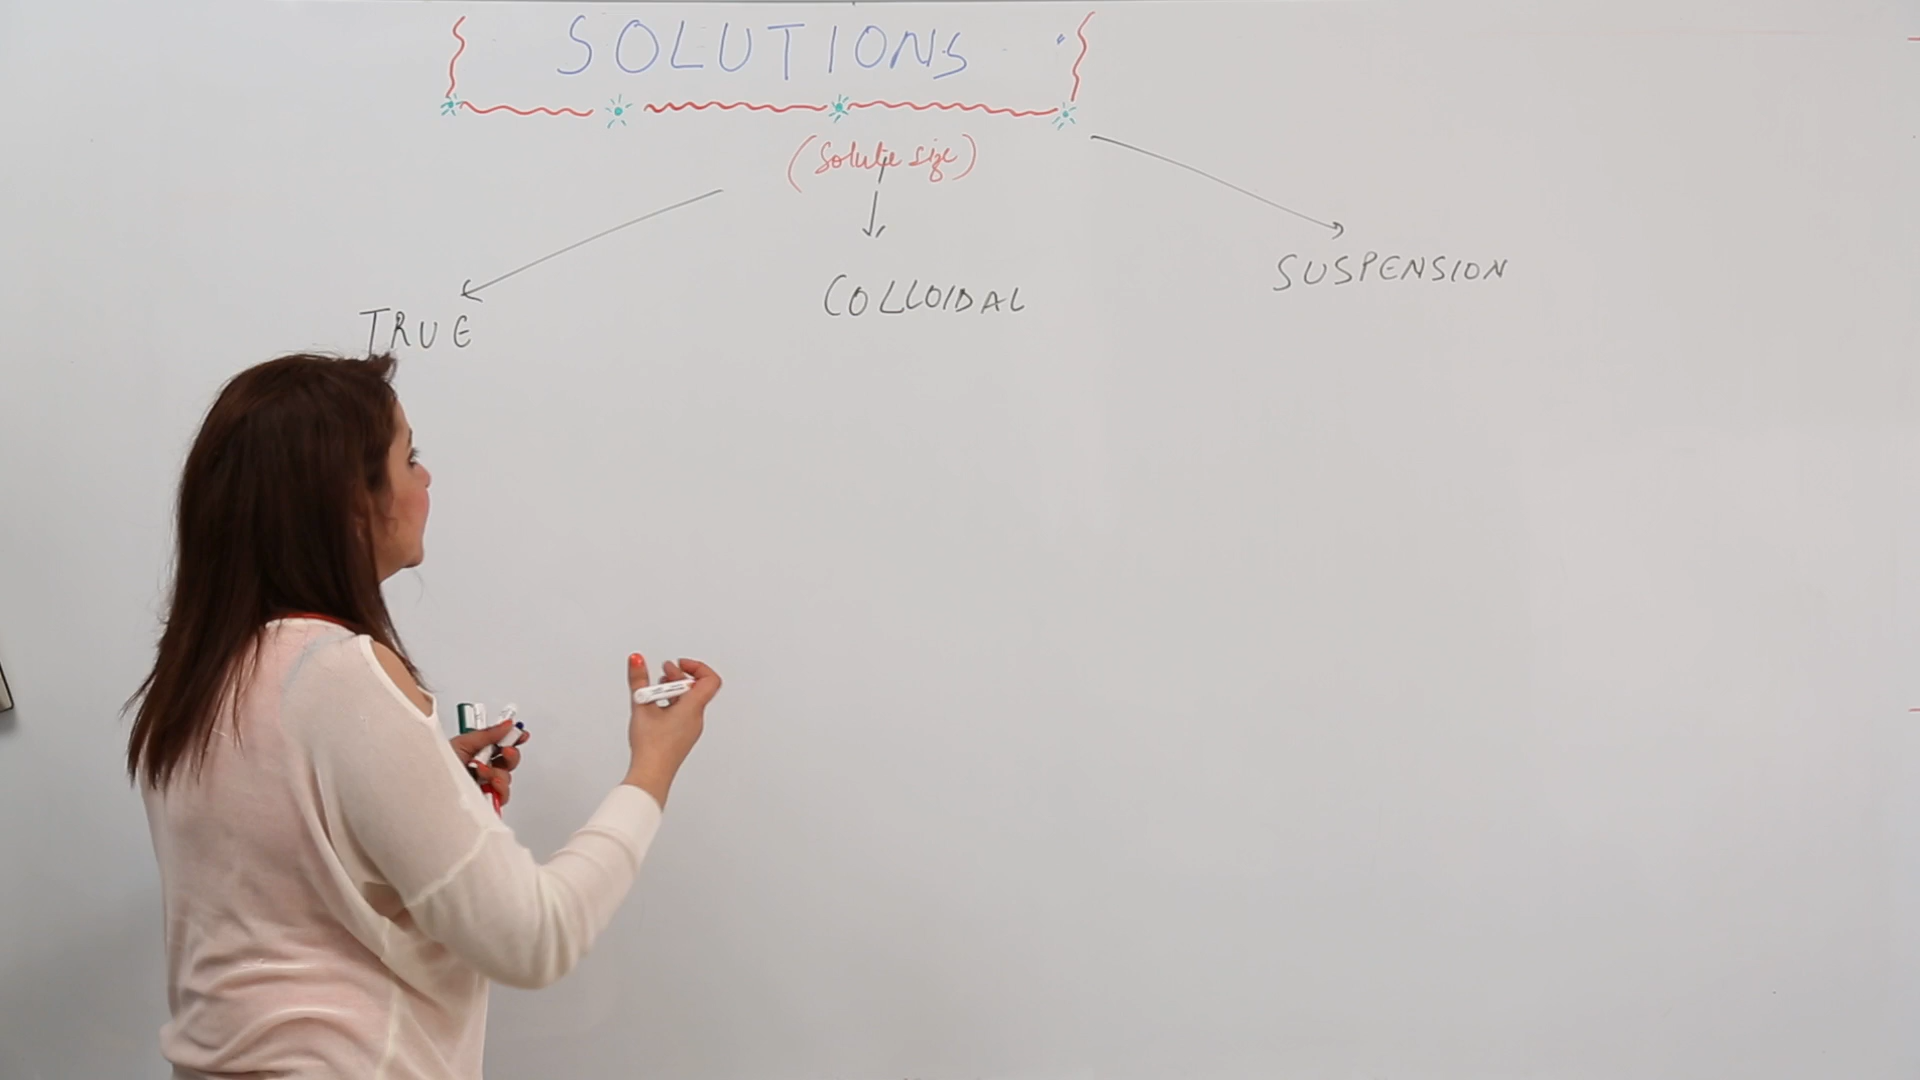 SOLUTIONS
(Solute size)
TRUE
COLLOIDAL
SUSPENSION